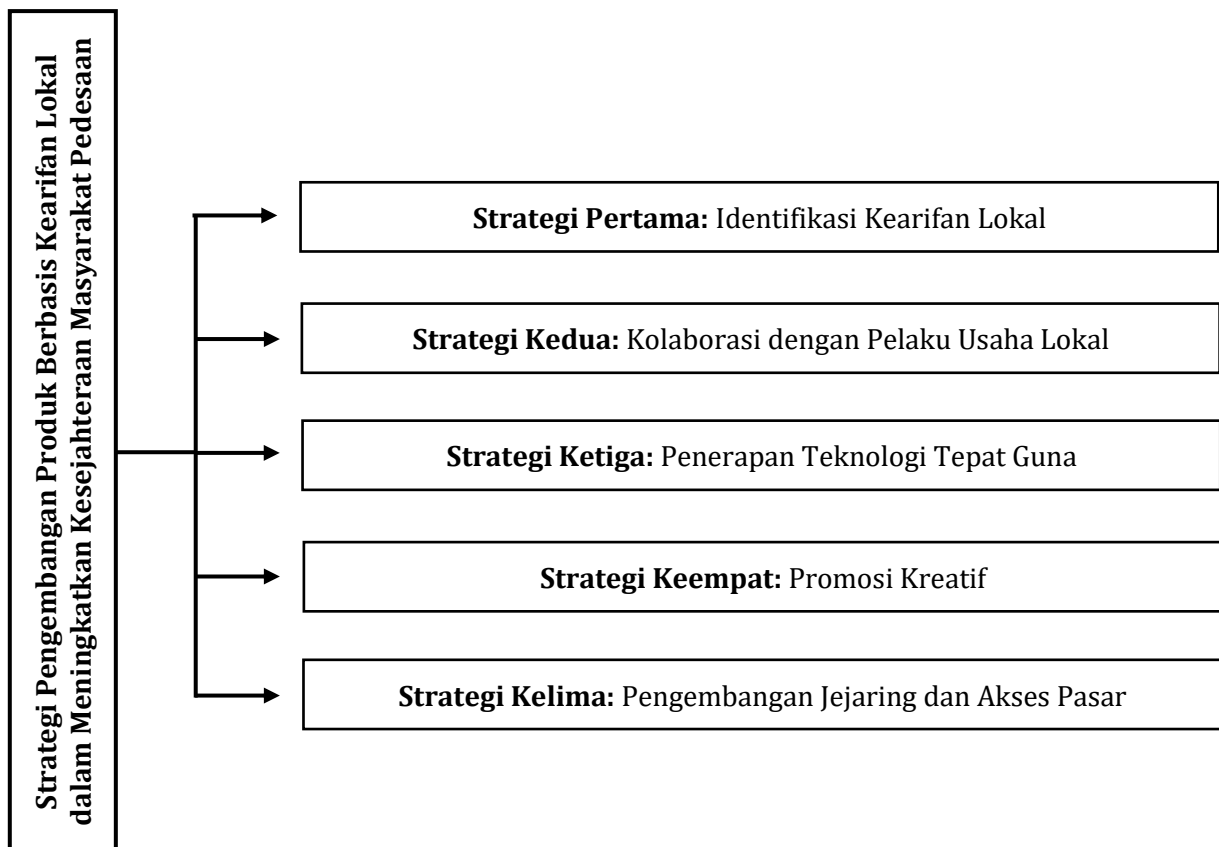 Strategi Pengembangan Produk Berbasis Kearifan Lokal
dalam Meningkatkan Kesejahteraan Masyarakat Pedesaan
Strategi Pertama: Identifikasi Kearifan Lokal
Strategi Kedua: Kolaborasi dengan Pelaku Usaha Lokal
Strategi Ketiga: Penerapan Teknologi Tepat Guna
Strategi Keempat: Promosi Kreatif
Strategi Kelima: Pengembangan Jejaring dan Akses Pasar